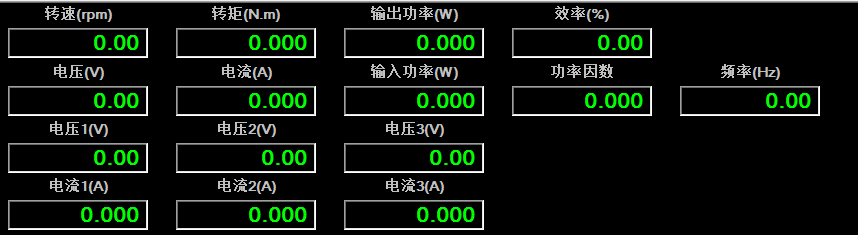 转速(rpm) 转矩(N.m) 输出功率(W) 效率(%)
0.00 0.000 0.000 0.00
电压(V) 电流(A) 输入功率(W) 功率因数 频率(Hz)
0.00 0.000 0.000 0.000 0.00
电压1(V) 电压2(V) 电压3(V)
0.00 0.00 0.00
电流1(A) 电流2(A) 电流3(A)
0.000 0.000 0.000